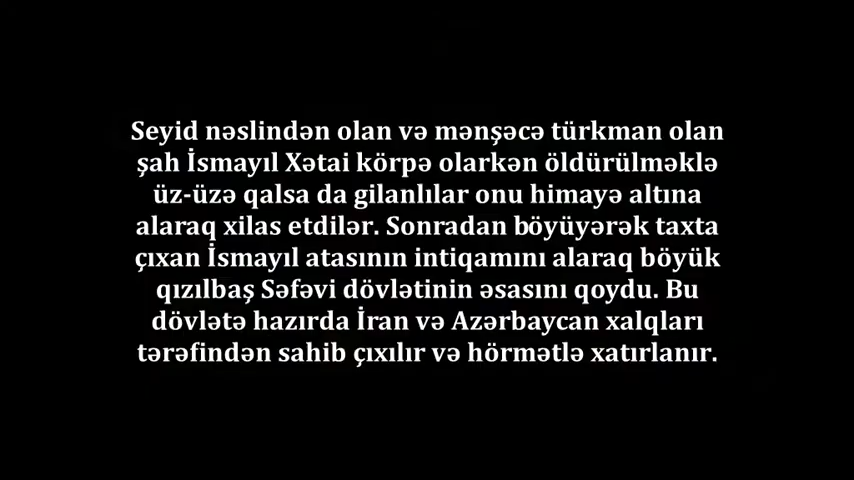 Seyid nəslindən olan və mənşəcə türkman olan
şah İsmayıl Xətai körpə olarkən öldürülməklə
üz-üzə qalsa da gilanlılar onu himayə altına
alaraq xilas etdilər. Sonradan böyüyərək taxta
çıxan İsmayıl atasının intiqamını alaraq böyük
qızılbaş Səfəvi dövlətinin əsasını qoydu. Bu
dövlətə hazırda İran və Azərbaycan xalqları
tərəfindən sahib çıxılır və hörmətlə xatırlanır.